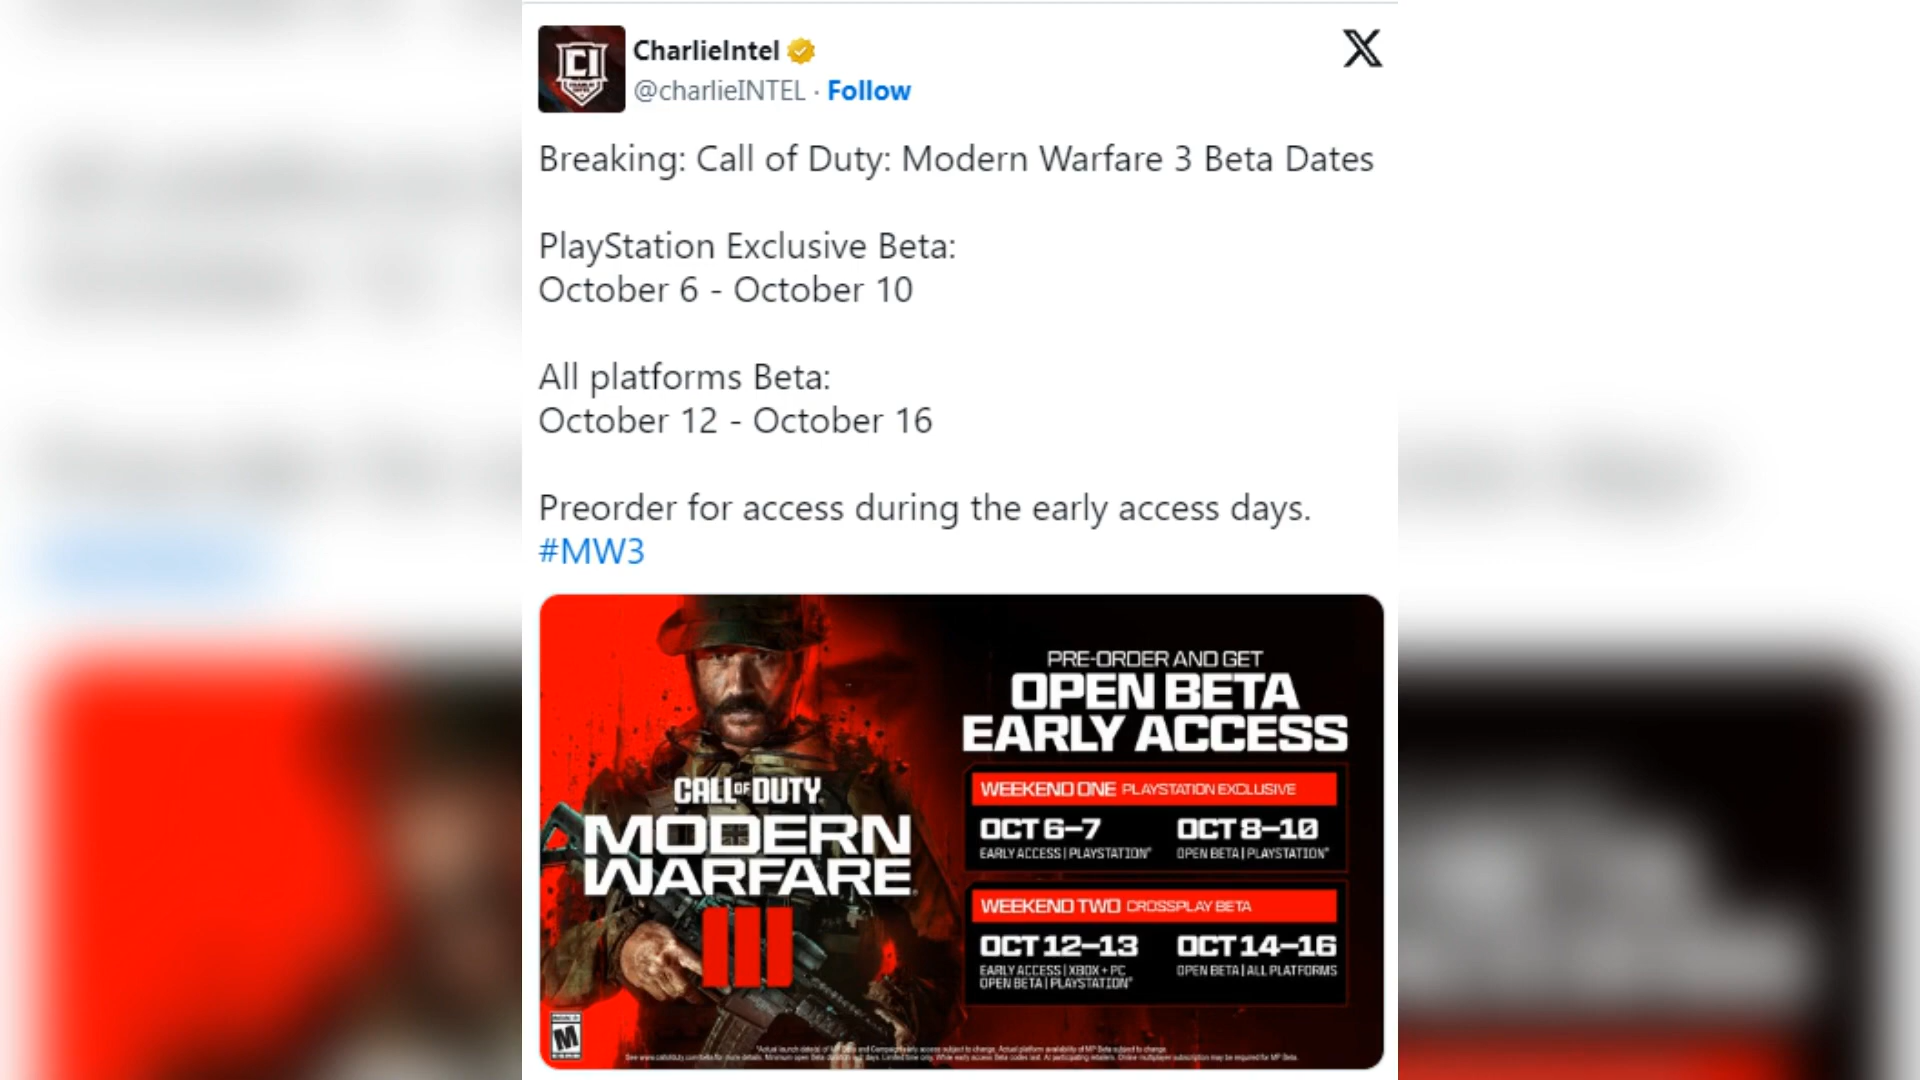 CI
CharlieIntel
@charlieINTEL · Follow
Breaking: Call of Duty: Modern Warfare 3 Beta Dates
PlayStation Exclusive Beta:
October 6 - October 10
All platforms Beta:
October 12 - October 16
Preorder for access during the early access days.
#MW3
CALL OF DUTY
MODERN
WARFARE
III
M
PRE-ORDER AND GET
OPEN BETA
EARLY ACCESS
WEEKEND ONE PLAYSTATION EXCLUSIVE
OCT 6–7
EARLY ACCESS | PLAYSTATION®
OCT 8–10
OPEN BETA | PLAYSTATION®
WEEKEND TWO CROSSPLAY BETA
OCT 12–13
EARLY ACCESS | XBOX + PC
OPEN BETA | PLAYSTATION®
OCT 14–16
OPEN BETA | ALL PLATFORMS